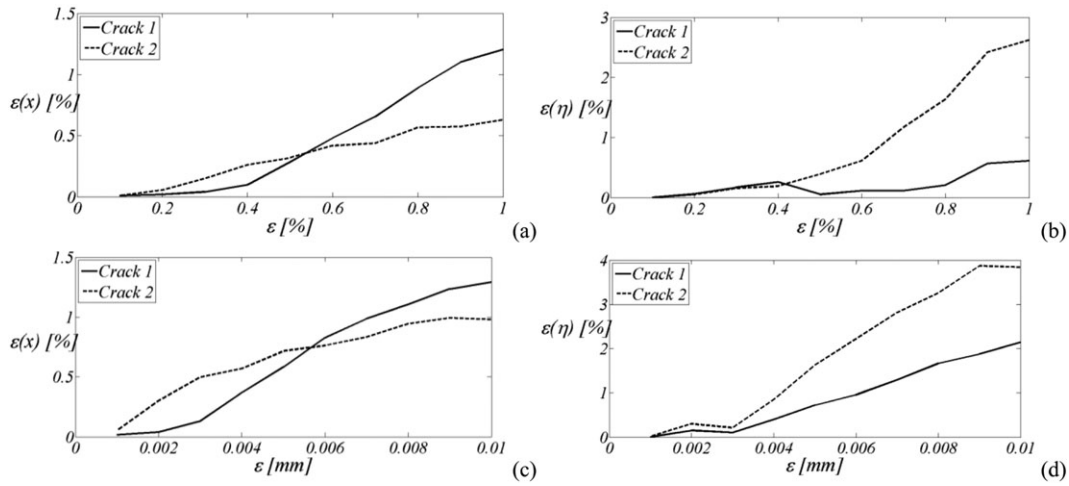 1.5
Crack 1
Crack 2
1
ε(x) [%]
0.5
0
0 0.2 0.4 0.6 0.8 1
ε [%]
(a)
3
Crack 1
Crack 2
2
ε(η) [%]
1
0
0 0.2 0.4 0.6 0.8 1
ε [%]
(b)
1.5
Crack 1
Crack 2
1
ε(x) [%]
0.5
0
0 0.002 0.004 0.006 0.008 0.01
ε [mm]
(c)
4
Crack 1
Crack 2
3
ε(η) [%]
2
1
0
0 0.002 0.004 0.006 0.008 0.01
ε [mm]
(d)